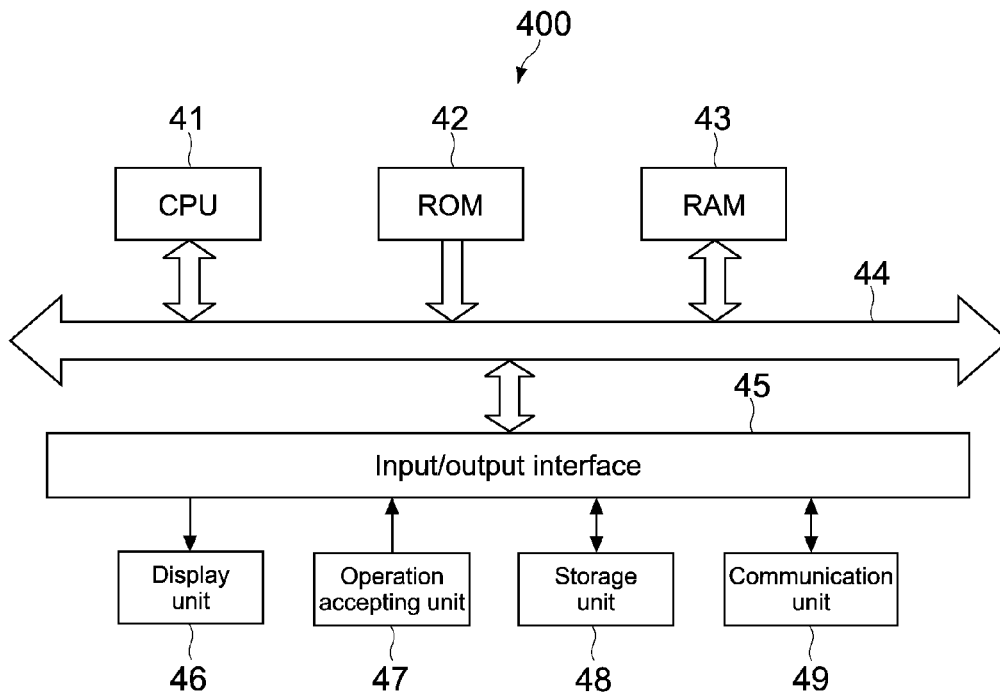 400
41
42
43
CPU
ROM
RAM
44
45
Input/output interface
Display
unit
Operation
accepting unit
Storage
unit
Communication
unit
46
47
48
49